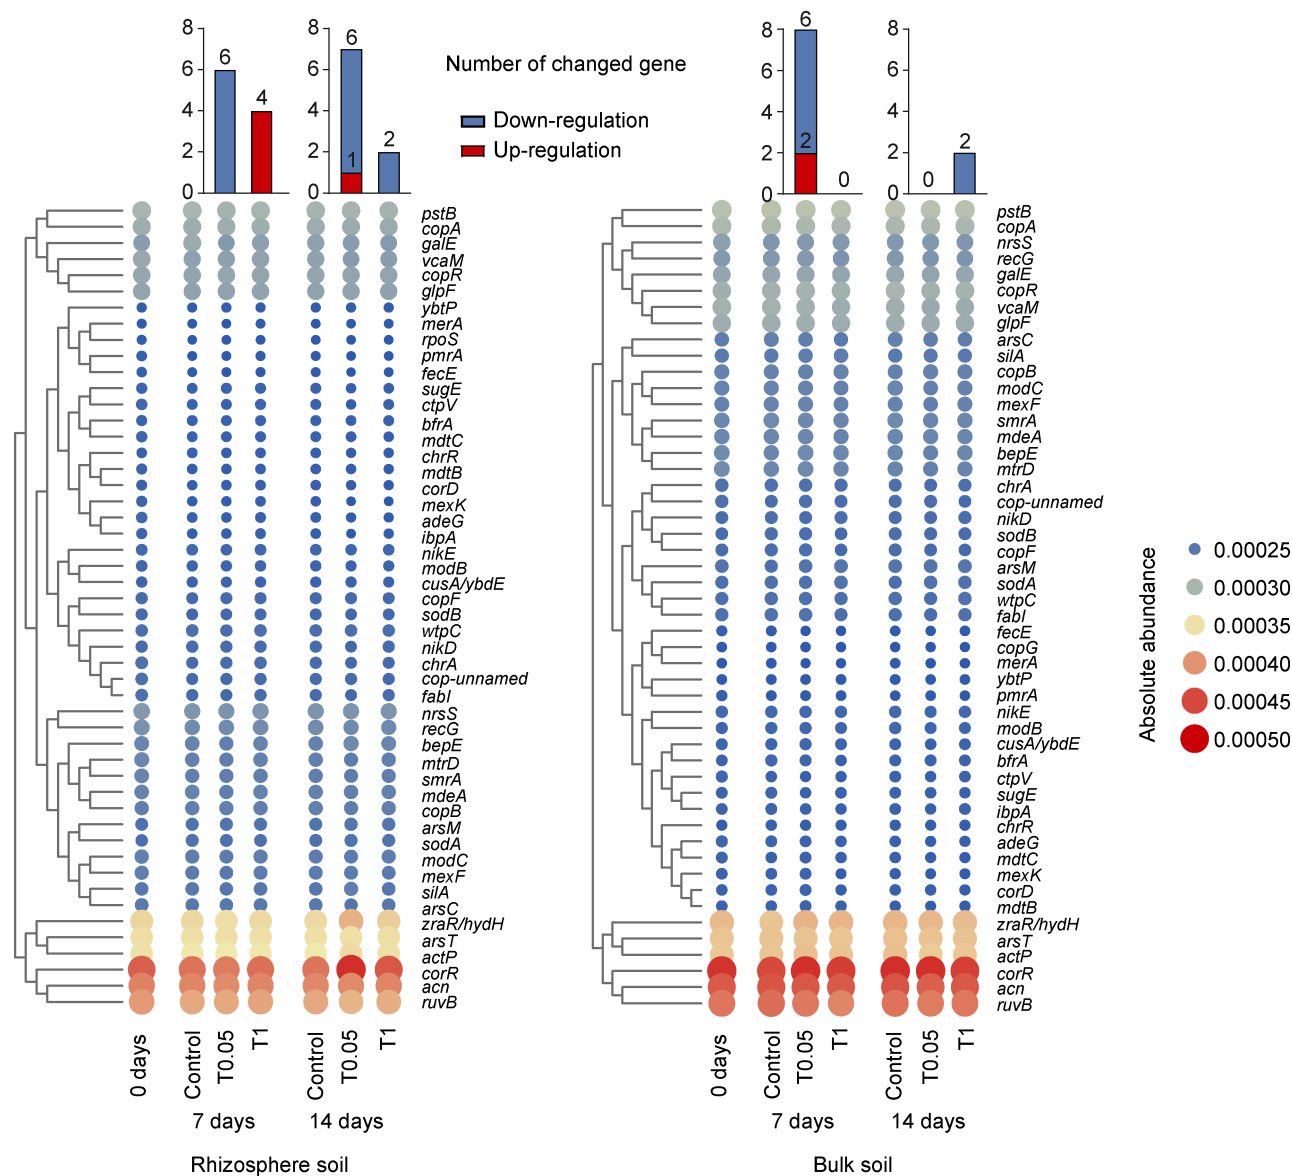 8
6
4
2
0
6
4
8
6
4
2
0
6
1
2
Number of changed gene
Down-regulation
Up-regulation
8
6
4
2
0
6
2
0
8
6
4
2
0
0
2
pstB
copA
galE
vcaM
copR
glpF
ybtP
merA
rpoS
pmrA
fecE
sugE
ctpV
bfrA
mdtC
chrR
mdtB
corD
mexK
adeG
ibpA
nikE
modB
cusA/ybdE
copF
sodB
wtpC
nikD
chrA
cop-unnamed
fabI
nrsS
recG
bepE
mtrD
smrA
mdeA
copB
arsM
sodA
modC
mexF
silA
arsC
zraR/hydH
arsT
actP
corR
acn
ruvB
0 days
Control
T0.05
T1
Control
T0.05
T1
7 days
14 days
Rhizosphere soil
pstB
copA
nrsS
recG
galE
copR
vcaM
glpF
arsC
silA
copB
modC
mexF
smrA
mdeA
bepE
mtrD
chrA
cop-unnamed
nikD
sodB
copF
arsM
sodA
wtpC
fabI
fecE
copG
merA
ybtP
pmrA
nikE
modB
cusA/ybdE
bfrA
ctpV
sugE
ibpA
chrR
adeG
mdtC
mexK
corD
mdtB
zraR/hydH
arsT
actP
corR
acn
ruvB
0 days
Control
T0.05
T1
Control
T0.05
T1
7 days
14 days
Bulk soil
Absolute abundance
0.00025
0.00030
0.00035
0.00040
0.00045
0.00050